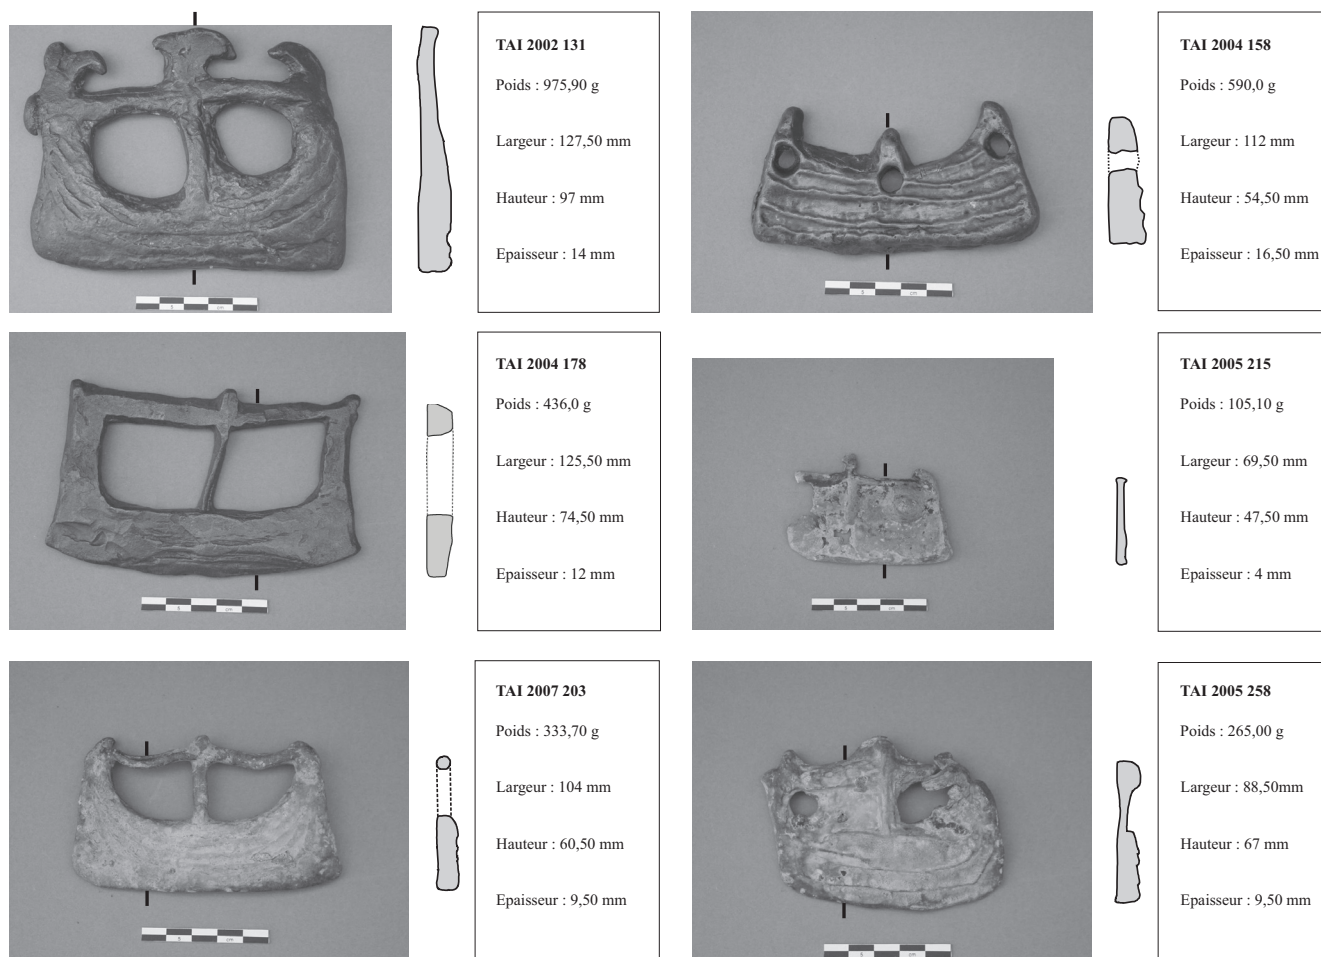 TAI 2002 131
Poids : 975,90 g
Largeur : 127,50 mm
Hauteur : 97 mm
Epaisseur : 14 mm
TAI 2004 158
Poids : 590,0 g
Largeur : 112 mm
Hauteur : 54,50 mm
Epaisseur : 16,50 mm
TAI 2004 178
Poids : 436,0 g
Largeur : 125,50 mm
Hauteur : 74,50 mm
Epaisseur : 12 mm
TAI 2005 215
Poids : 105,10 g
Largeur : 69,50 mm
Hauteur : 47,50 mm
Epaisseur : 4 mm
TAI 2007 203
Poids : 333,70 g
Largeur : 104 mm
Hauteur : 60,50 mm
Epaisseur : 9,50 mm
TAI 2005 258
Poids : 265,00 g
Largeur : 88,50mm
Hauteur : 67 mm
Epaisseur : 9,50 mm